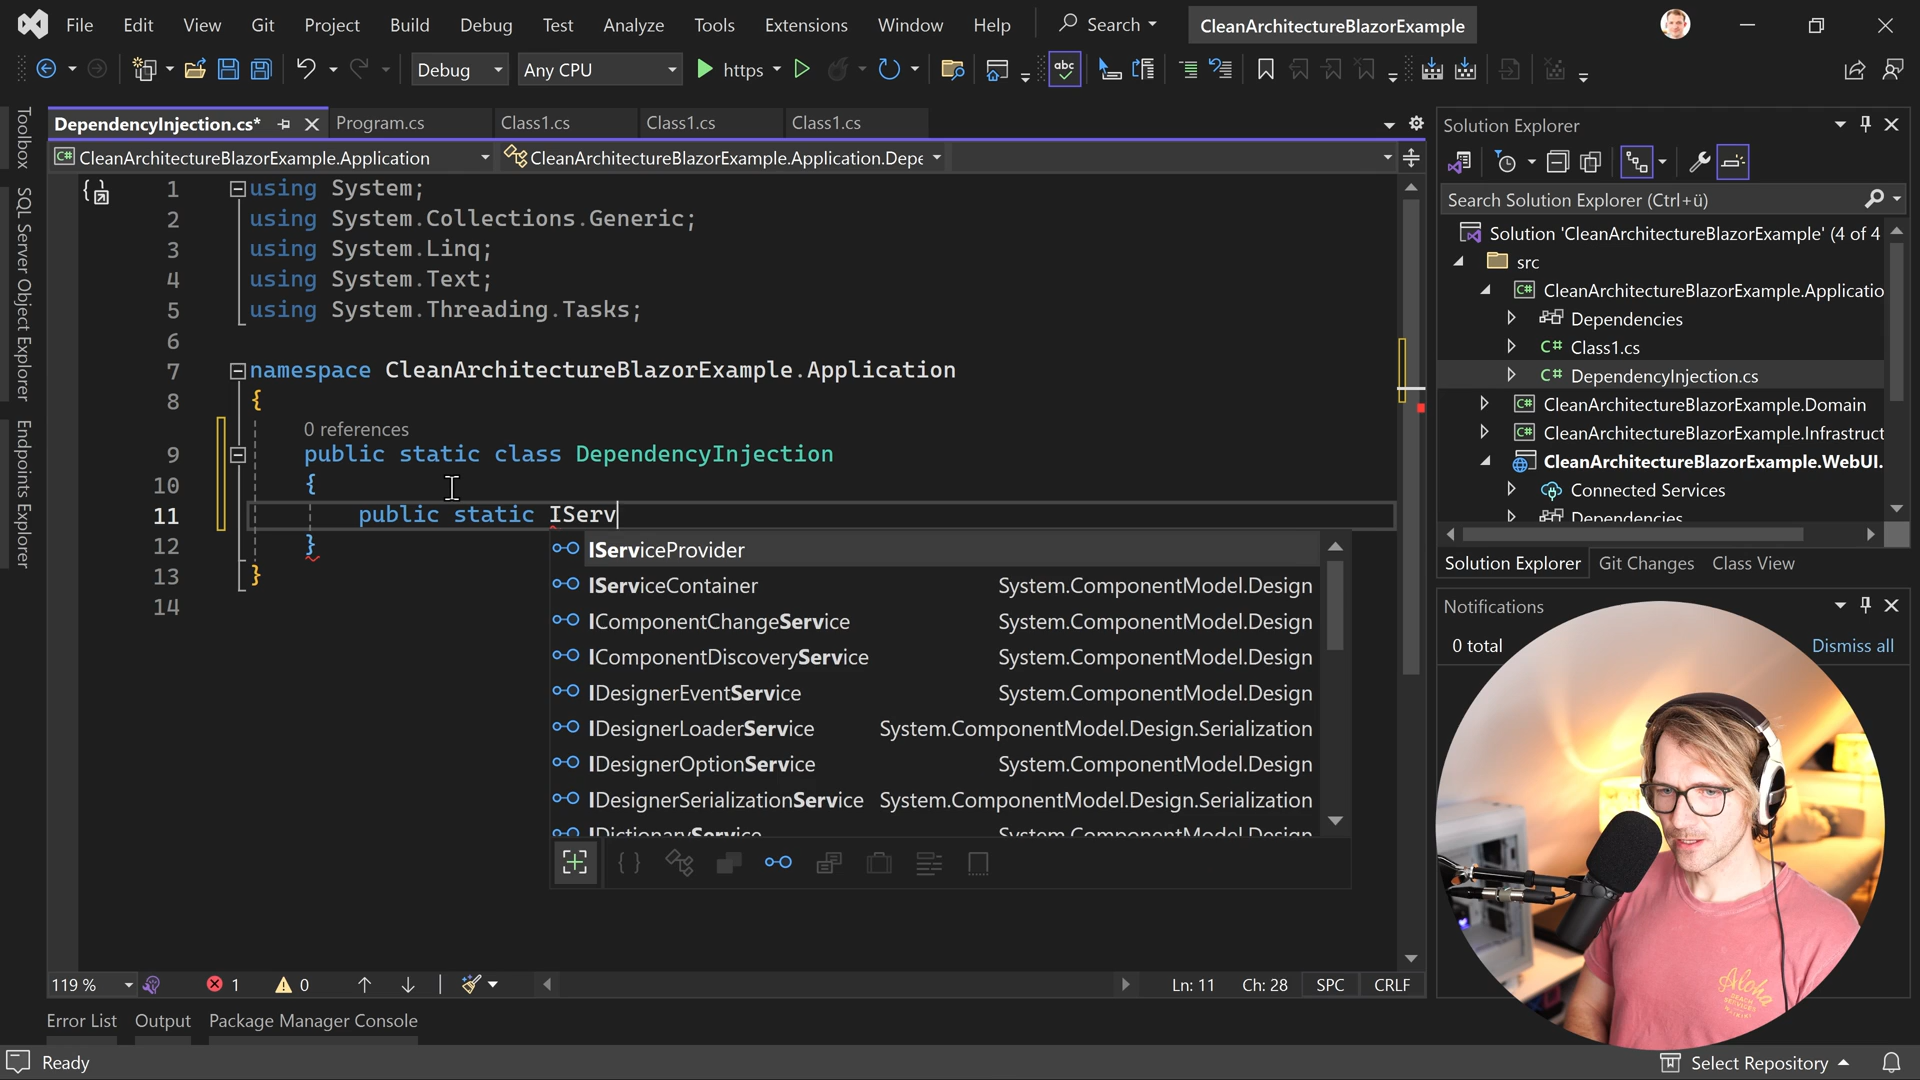 File Edit View Git Project Build Debug Test Analyze Tools Extensions Window Help Search CleanArchitectureBlazorExample
Debug Any CPU https abc
Toolbox
SQL Server Object Explorer
Endpoints Explorer
DependencyInjection.cs* Program.cs Class1.cs Class1.cs Class1.cs
C# CleanArchitectureBlazorExample.Application CleanArchitectureBlazorExample.Application.Depe
1 using System;
2 using System.Collections.Generic;
3 using System.Linq;
4 using System.Text;
5 using System.Threading.Tasks;
6
7 namespace CleanArchitectureBlazorExample.Application
8 {
0 references
9 public static class DependencyInjection
10 {
11 public static IServ
12 }
13 }
14
IServiceProvider
IServiceContainer System.ComponentModel.Design
IComponentChangeService System.ComponentModel.Design
IComponentDiscoveryService System.ComponentModel.Design
IDesignerEventService System.ComponentModel.Design
IDesignerLoaderService System.ComponentModel.Design.Serialization
IDesignerOptionService System.ComponentModel.Design
IDesignerSerializationService System.ComponentModel.Design.Serialization
IDictionaryService System.ComponentModel.Design
119 % 1 0 Ln: 11 Ch: 28 SPC CRLF
Error List Output Package Manager Console
Ready Select Repository
Solution Explorer
Search Solution Explorer (Ctrl+ü)
Solution 'CleanArchitectureBlazorExample' (4 of 4
src
C# CleanArchitectureBlazorExample.Applicatio
Dependencies
C# Class1.cs
C# DependencyInjection.cs
C# CleanArchitectureBlazorExample.Domain
C# CleanArchitectureBlazorExample.Infrastruct
CleanArchitectureBlazorExample.WebUI.
Connected Services
Dependencies
Solution Explorer Git Changes Class View
Notifications
0 total Dismiss all
Aloha